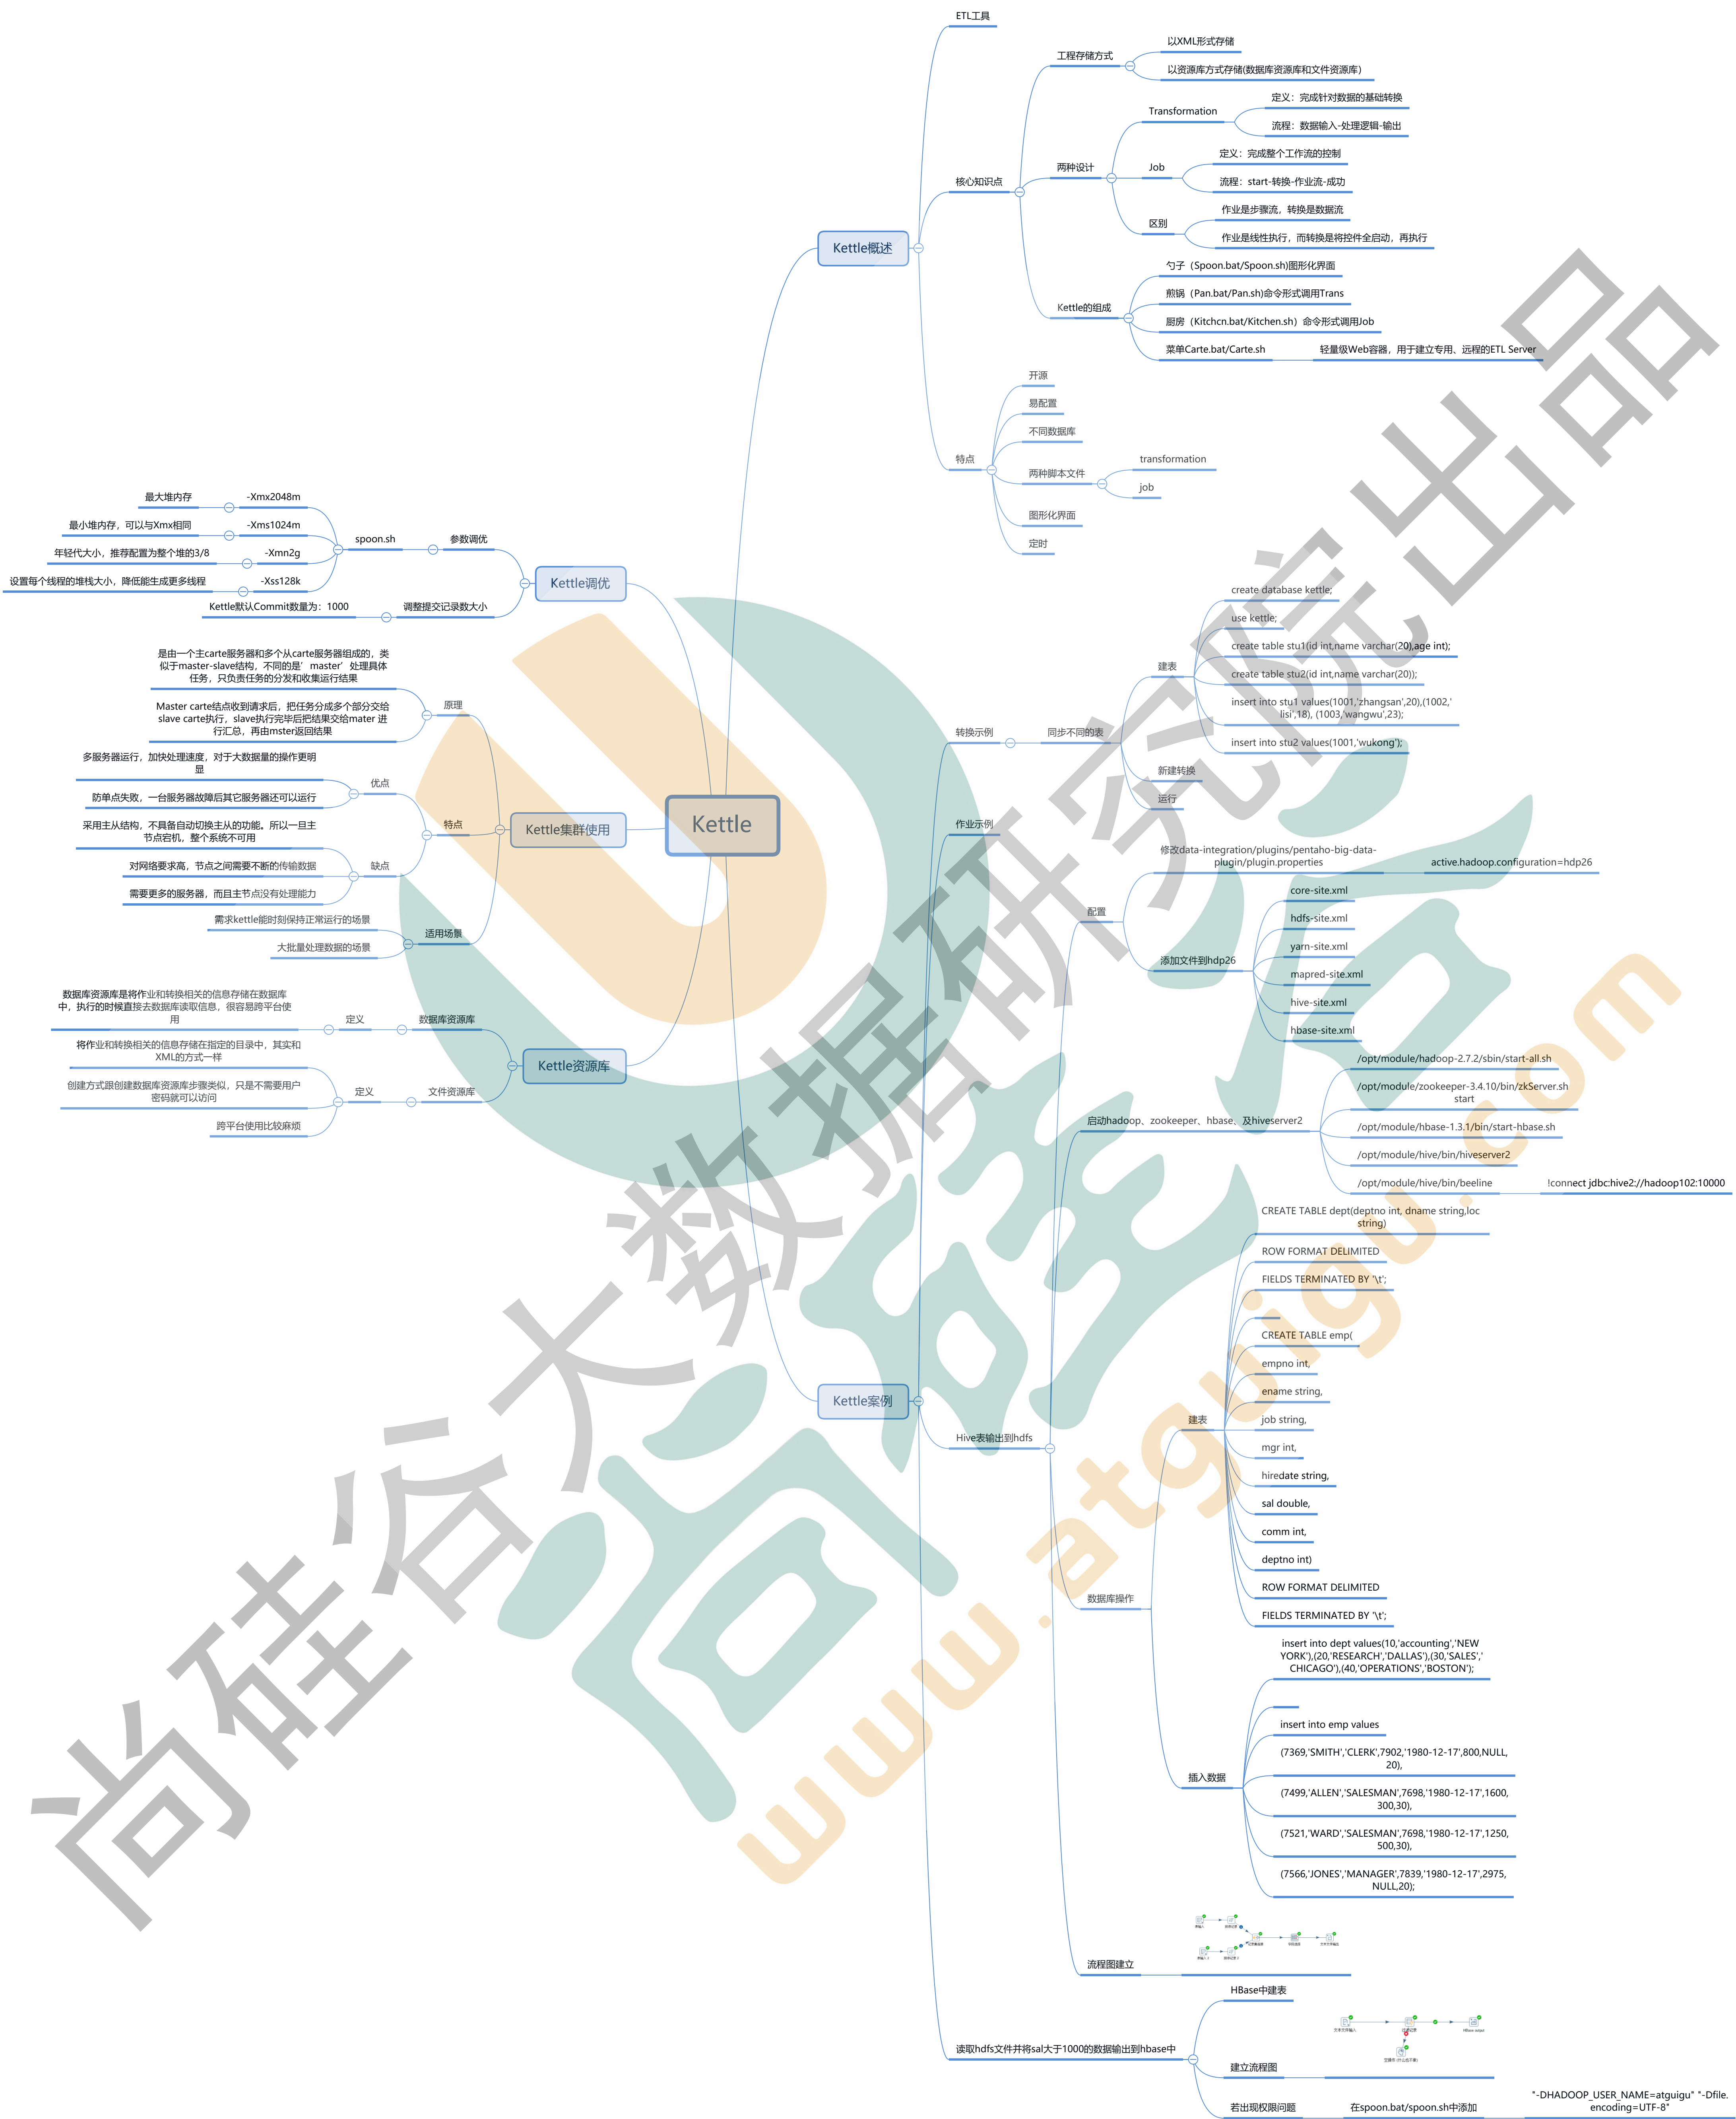 Kettle
Kettle概述
ETL工具
核心知识点
工程存储方式
以XML形式存储
以资源库方式存储(数据库资源库和文件资源库)
两种设计
Transformation
定义：完成针对数据的基础转换
流程：数据输入-处理逻辑-输出
Job
定义：完成整个工作流的控制
流程：start-转换-作业流-成功
区别
作业是步骤流，转换是数据流
作业是线性执行，而转换是将控件全启动，再执行
Kettle的组成
勺子（Spoon.bat/Spoon.sh)图形化界面
煎锅（Pan.bat/Pan.sh)命令形式调用Trans
厨房（Kitchcn.bat/Kitchen.sh）命令形式调用Job
菜单Carte.bat/Carte.sh
轻量级Web容器，用于建立专用、远程的ETL Server
特点
开源
易配置
不同数据库
两种脚本文件
transformation
job
图形化界面
定时
Kettle调优
参数调优
spoon.sh
-Xmx2048m
最大堆内存
-Xms1024m
最小堆内存，可以与Xmx相同
-Xmn2g
年轻代大小，推荐配置为整个堆的3/8
-Xss128k
设置每个线程的堆栈大小，降低能生成更多线程
调整提交记录数大小
Kettle默认Commit数量为：1000
Kettle集群使用
原理
是由一个主carte服务器和多个从carte服务器组成的，类
似于master-slave结构，不同的是’master’处理具体
任务，只负责任务的分发和收集运行结果
Master carte结点收到请求后，把任务分成多个部分交给
slave carte执行，slave执行完毕后把结果交给mater 进
行汇总，再由mster返回结果
特点
优点
多服务器运行，加快处理速度，对于大数据量的操作更明
显
防单点失败，一台服务器故障后其它服务器还可以运行
缺点
采用主从结构，不具备自动切换主从的功能。所以一旦主
节点宕机，整个系统不可用
对网络要求高，节点之间需要不断的传输数据
需要更多的服务器，而且主节点没有处理能力
适用场景
需求kettle能时刻保持正常运行的场景
大批量处理数据的场景
Kettle资源库
数据库资源库
定义
数据库资源库是将作业和转换相关的信息存储在数据库
中，执行的时候直接去数据库读取信息，很容易跨平台使
用
文件资源库
定义
将作业和转换相关的信息存储在指定的目录中，其实和
XML的方式一样
创建方式跟创建数据库资源库步骤类似，只是不需要用户
密码就可以访问
跨平台使用比较麻烦
Kettle案例
转换示例
同步不同的表
建表
create database kettle;
use kettle;
create table stu1(id int,name varchar(20),age int);
create table stu2(id int,name varchar(20));
insert into stu1 values(1001,'zhangsan',20),(1002,'
lisi',18), (1003,'wangwu',23);
insert into stu2 values(1001,'wukong');
新建转换
运行
作业示例
Hive表输出到hdfs
配置
修改data-integration/plugins/pentaho-big-data-
plugin/plugin.properties
active.hadoop.configuration=hdp26
添加文件到hdp26
core-site.xml
hdfs-site.xml
yarn-site.xml
mapred-site.xml
hive-site.xml
hbase-site.xml
启动hadoop、zookeeper、hbase、及hiveserver2
/opt/module/hadoop-2.7.2/sbin/start-all.sh
/opt/module/zookeeper-3.4.10/bin/zkServer.sh
start
/opt/module/hbase-1.3.1/bin/start-hbase.sh
/opt/module/hive/bin/hiveserver2
/opt/module/hive/bin/beeline
!connect jdbc:hive2://hadoop102:10000
数据库操作
建表
CREATE TABLE dept(deptno int, dname string,loc
string)
ROW FORMAT DELIMITED
FIELDS TERMINATED BY '\t';
CREATE TABLE emp(
empno int,
ename string,
job string,
mgr int,
hiredate string,
sal double,
comm int,
deptno int)
ROW FORMAT DELIMITED
FIELDS TERMINATED BY '\t';
插入数据
insert into dept values(10,'accounting','NEW
YORK'),(20,'RESEARCH','DALLAS'),(30,'SALES','
CHICAGO'),(40,'OPERATIONS','BOSTON');
insert into emp values
(7369,'SMITH','CLERK',7902,'1980-12-17',800,NULL,
20),
(7499,'ALLEN','SALESMAN',7698,'1980-12-17',1600,
300,30),
(7521,'WARD','SALESMAN',7698,'1980-12-17',1250,
500,30),
(7566,'JONES','MANAGER',7839,'1980-12-17',2975,
NULL,20);
流程图建立
读取hdfs文件并将sal大于1000的数据输出到hbase中
HBase中建表
建立流程图
文本文件输入
HBase output
空操作 (什么也不做)
若出现权限问题
在spoon.bat/spoon.sh中添加
"-DHADOOP_USER_NAME=atguigu" "-Dfile.
encoding=UTF-8"
尚硅谷大数据研究院出品
尚硅谷
www.atguigu.com